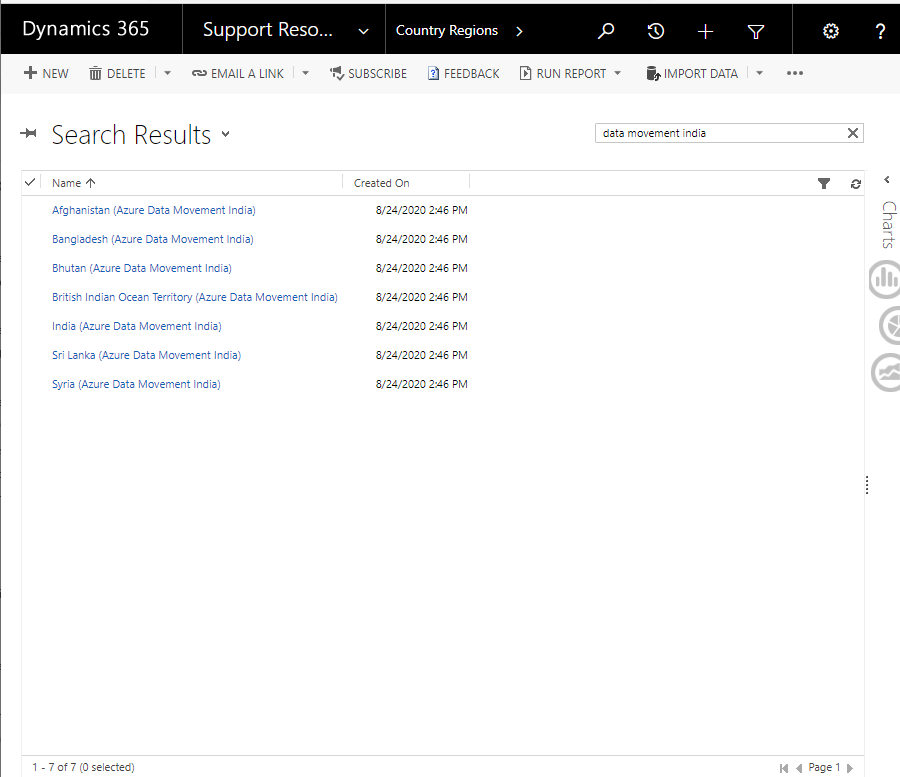 Dynamics 365 Support Reso... Country Regions
NEW DELETE EMAIL A LINK SUBSCRIBE FEEDBACK RUN REPORT IMPORT DATA
Search Results
data movement india
Name Created On
Afghanistan (Azure Data Movement India) 8/24/2020 2:46 PM
Bangladesh (Azure Data Movement India) 8/24/2020 2:46 PM
Bhutan (Azure Data Movement India) 8/24/2020 2:46 PM
British Indian Ocean Territory (Azure Data Movement India) 8/24/2020 2:46 PM
India (Azure Data Movement India) 8/24/2020 2:46 PM
Sri Lanka (Azure Data Movement India) 8/24/2020 2:46 PM
Syria (Azure Data Movement India) 8/24/2020 2:46 PM
Charts
1 - 7 of 7 (0 selected) Page 1